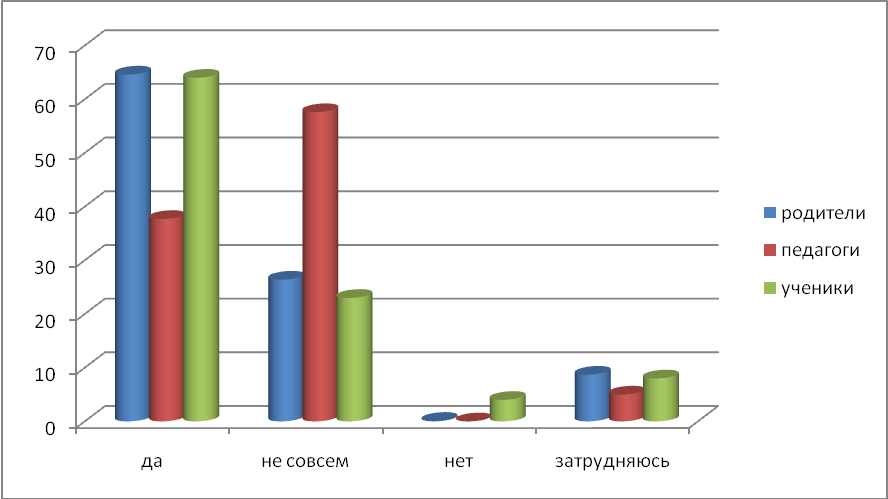 70
60
50
40
30
20
10
0
да не совсем нет затрудняюсь
родители
педагоги
ученики